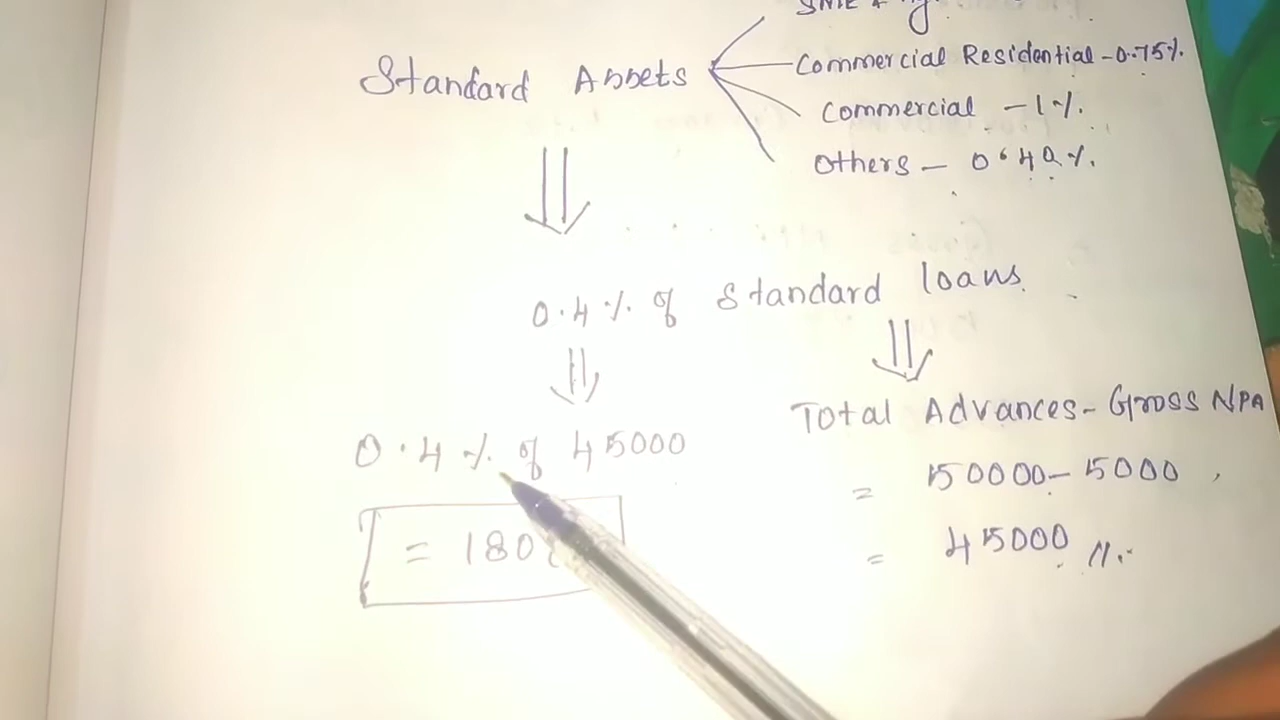 Standard Assets
Commercial Residential - 0.75%.
Commercial - 1%.
Others - 0.40%.
0.4% of Standard loans
Total Advances - Gross NPA
= 50000 - 5000
= 45000 //.
0.4% of 45000
= 180